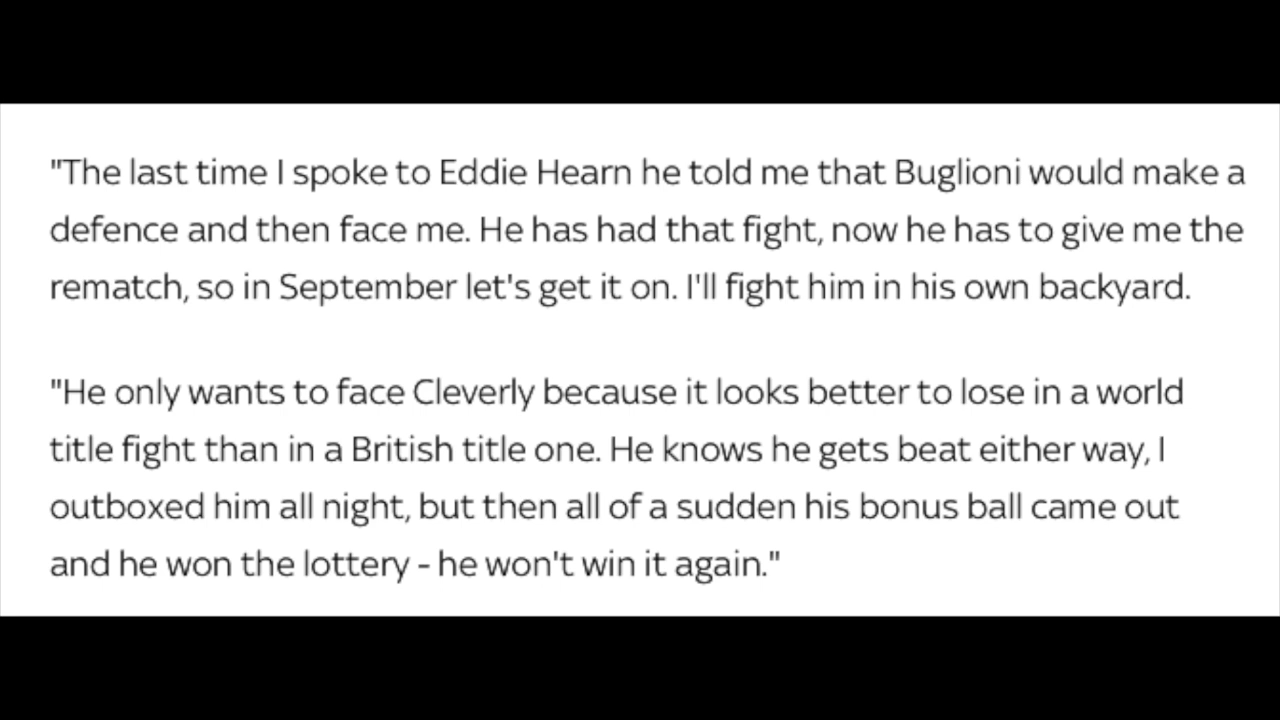 "The last time I spoke to Eddie Hearn he told me that Buglioni would make a
defence and then face me. He has had that fight, now he has to give me the
rematch, so in September let's get it on. I'll fight him in his own backyard.
"He only wants to face Cleverly because it looks better to lose in a world
title fight than in a British title one. He knows he gets beat either way, I
outboxed him all night, but then all of a sudden his bonus ball came out
and he won the lottery - he won't win it again."